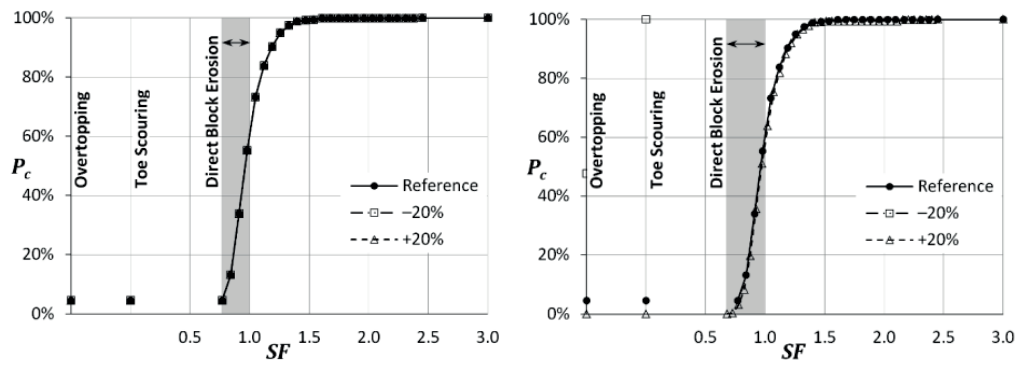 100%
80%
60%
40%
20%
0%
P_c
Overtopping
Toe Scouring
Direct Block Erosion
Reference
−20%
+20%
0.5 1.0 1.5 2.0 2.5 3.0
SF
100%
80%
60%
40%
20%
0%
P_c
Overtopping
Toe Scouring
Direct Block Erosion
Reference
−20%
+20%
0.5 1.0 1.5 2.0 2.5 3.0
SF